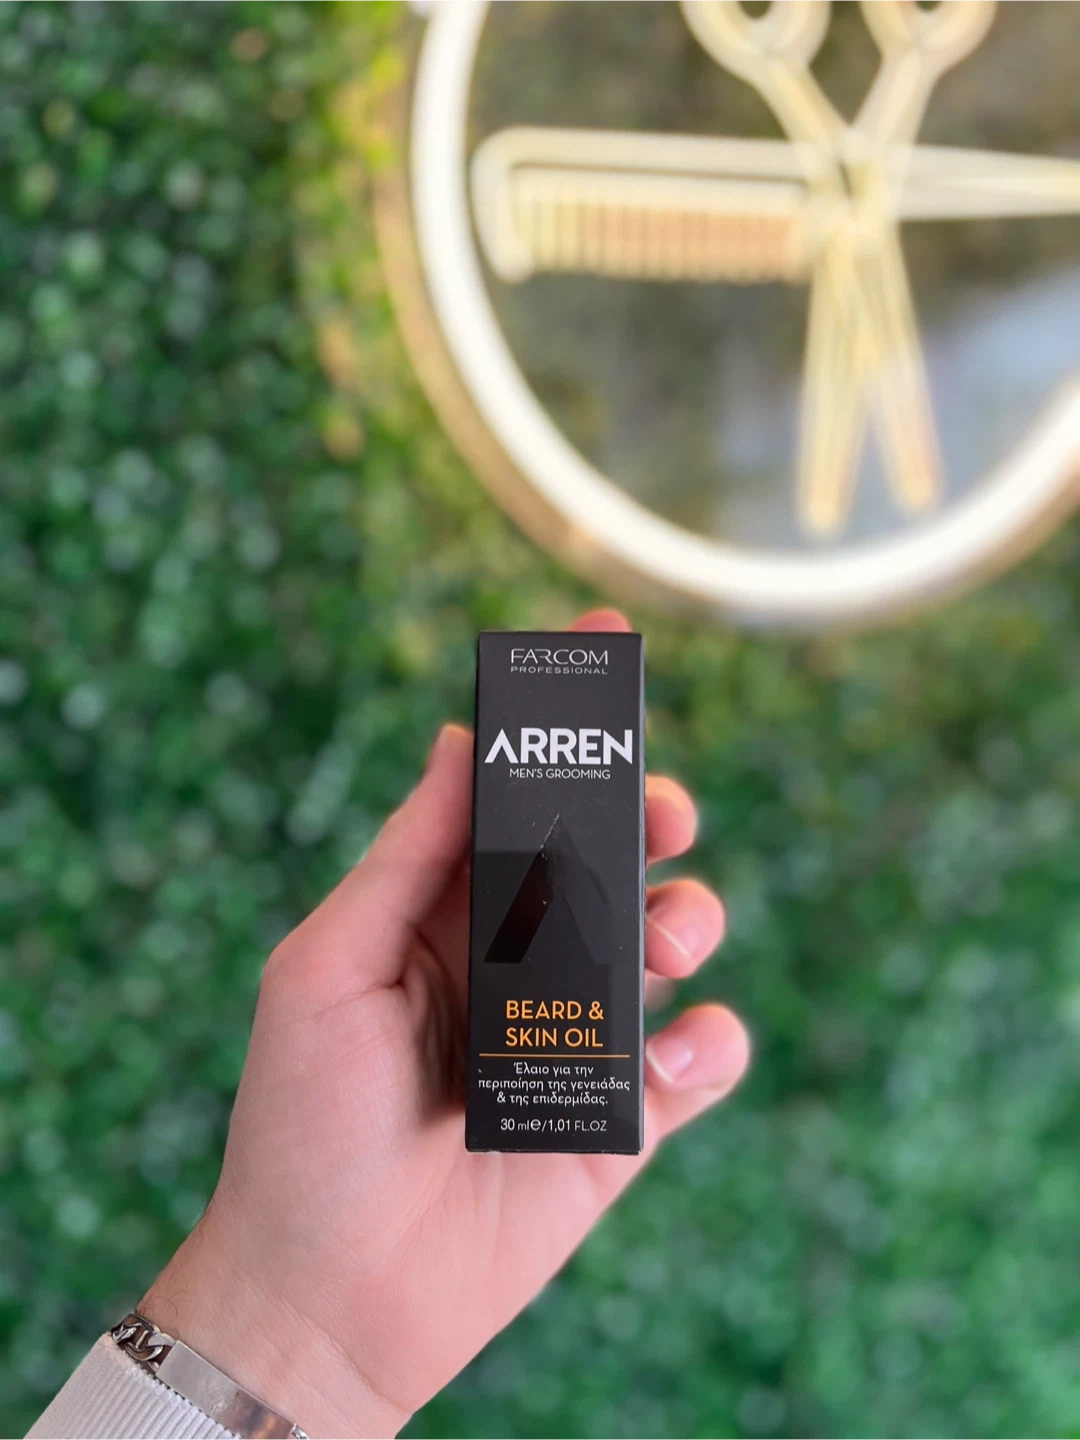 FARCOM
PROFESSIONAL
ARREN
MEN'S GROOMING
BEARD &
SKIN OIL
Έλαιο για την
περιποίηση της γενειάδας
& της επιδερμίδας.
30 ml℮/1,01 FL.OZ